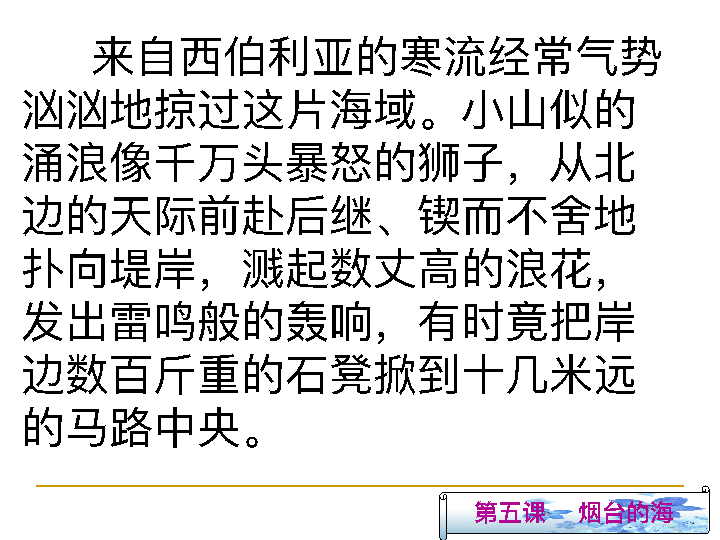 来自西伯利亚的寒流经常气势
汹汹地掠过这片海域。小山似的
涌浪像千万头暴怒的狮子，从北
边的天际前赴后继、锲而不舍地
扑向堤岸，溅起数丈高的浪花，
发出雷鸣般的轰响，有时竟把岸
边数百斤重的石凳掀到十几米远
的马路中央。
第五课 烟台的海